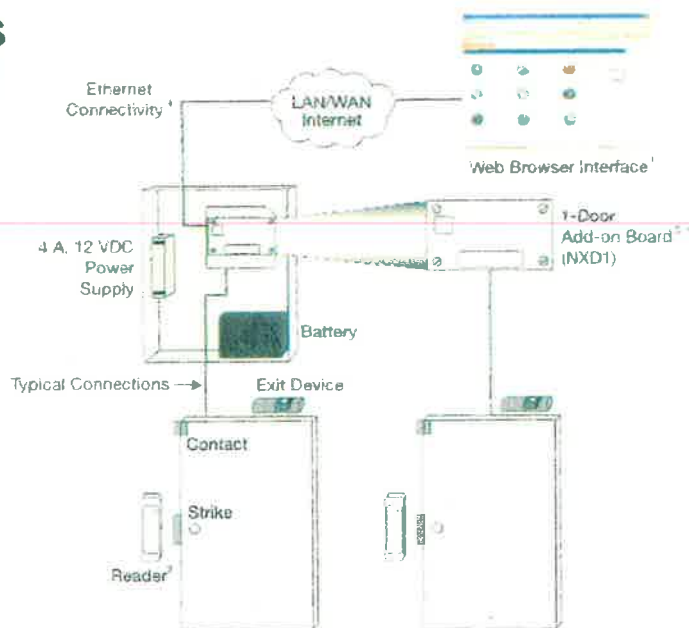 s
Ethernet
Connectivity
LAN/WAN
Internet
Web Browser Interface¹
4 A, 12 VDC
Power
Supply
1-Door
Add-on Board
(NXD1)
Battery
Typical Connections
Exit Device
Contact
Strike
Reader